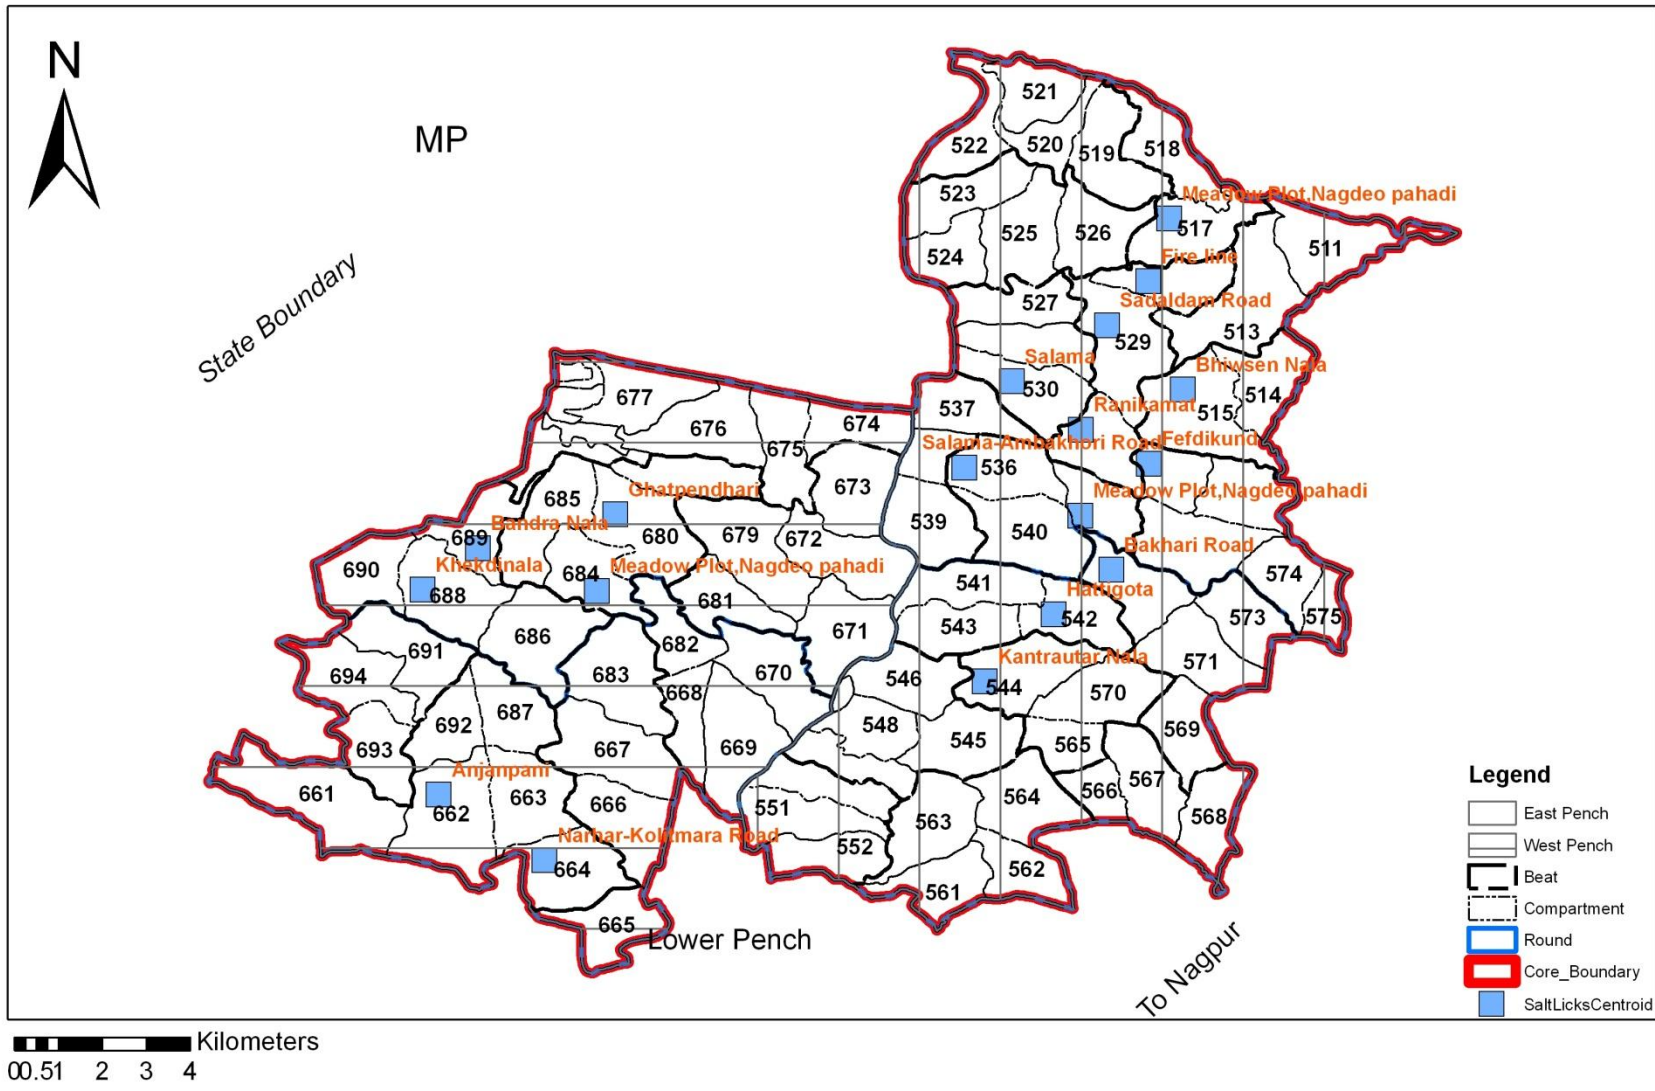 N
MP
State Boundary
521
522
520
519
518
523
Meadow Plot,Nagdeo pahadi
525
526
517
524
511
Fire line
527
Sadaldam Road
529
513
Salama
Bhiwsen Nala
530
514
677
537
Ranikamat
515
676
674
675
Salama-Ambakhori Road
Fefdikund
536
673
685
Ghatpendhari
Meadow Plot,Nagdeo pahadi
Bandra Nala
539
540
689
680
679
672
Bakhari Road
690
Khekdinala
684
Meadow Plot,Nagdeo pahadi
541
574
688
681
Hattigota
686
671
543
542
573
575
691
682
694
683
670
Kantrautar Nala
571
668
546
544
570
687
692
548
569
693
667
669
545
565
Anjanpani
661
662
663
666
551
564
566
567
568
563
Narhar-Kolitmara Road
552
664
562
561
665
Lower Pench
To Nagpur
Legend
East Pench
West Pench
Beat
Compartment
Round
Core_Boundary
SaltLicksCentroid
Kilometers
00.51 2 3 4